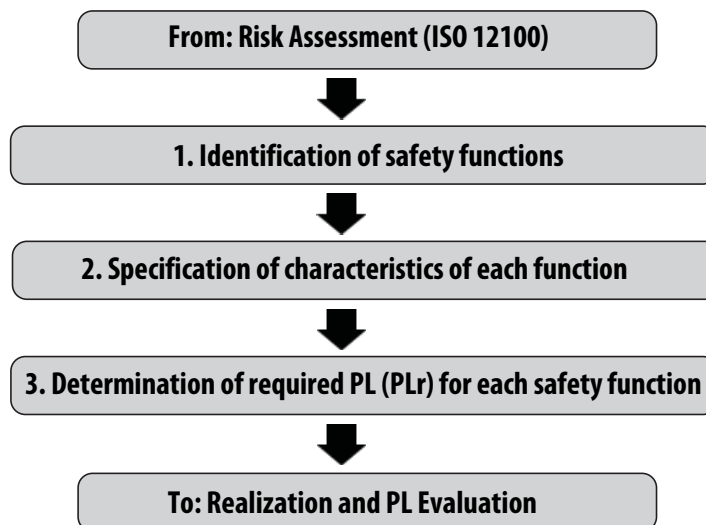 From: Risk Assessment (ISO 12100)
1. Identification of safety functions
2. Specification of characteristics of each function
3. Determination of required PL (PLr) for each safety function
To: Realization and PL Evaluation